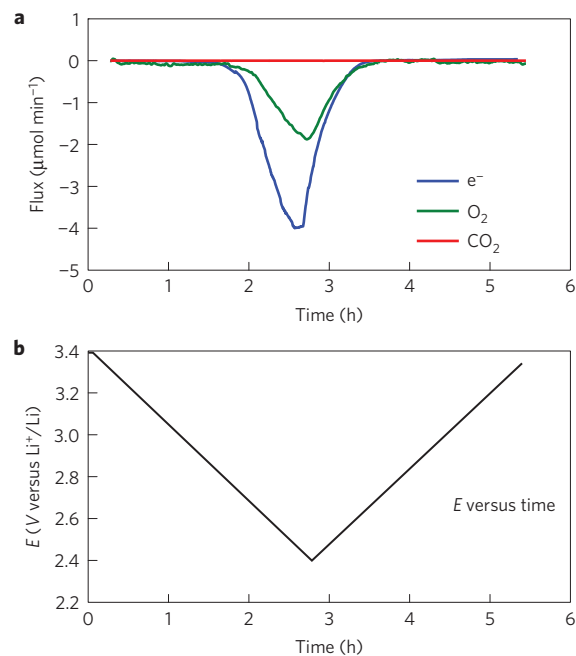 a
1
0
−1
−2
−3
−4
−5
Flux (μmol min⁻¹)
e⁻
O₂
CO₂
0 1 2 3 4 5 6
Time (h)
b
3.4
3.2
3.0
2.8
2.6
2.4
2.2
E (V versus Li⁺/Li)
E versus time
0 1 2 3 4 5 6
Time (h)